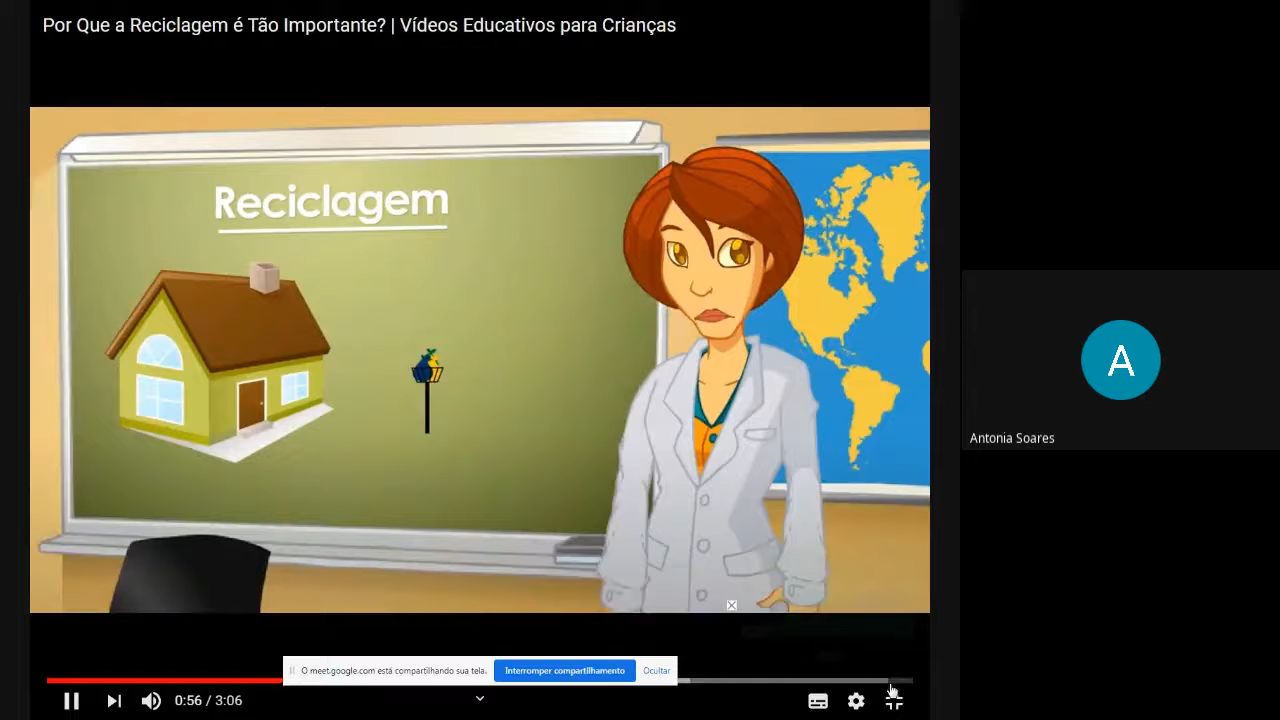 Por Que a Reciclagem é Tão Importante? | Vídeos Educativos para Crianças
Reciclagem
A
Antonia Soares
O meet.google.com está compartilhando sua tela.
Interromper compartilhamento
Ocultar
0:56 / 3:06